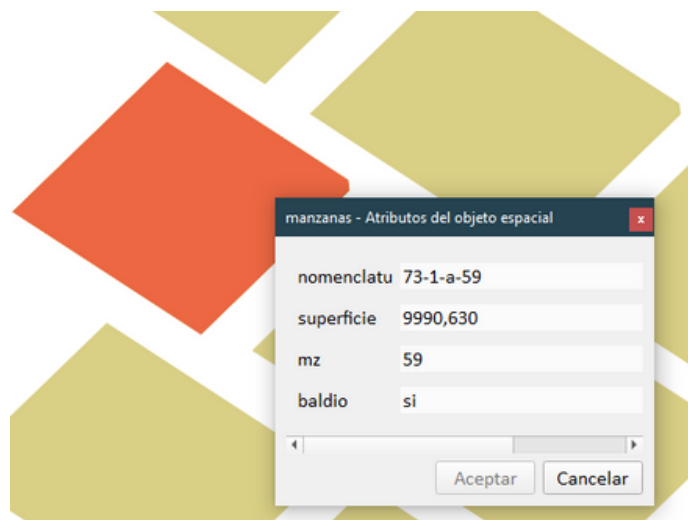 manzanas - Atributos del objeto espacial
nomenclatu 73-1-a-59
superficie 9990,630
mz 59
baldio si
Aceptar Cancelar